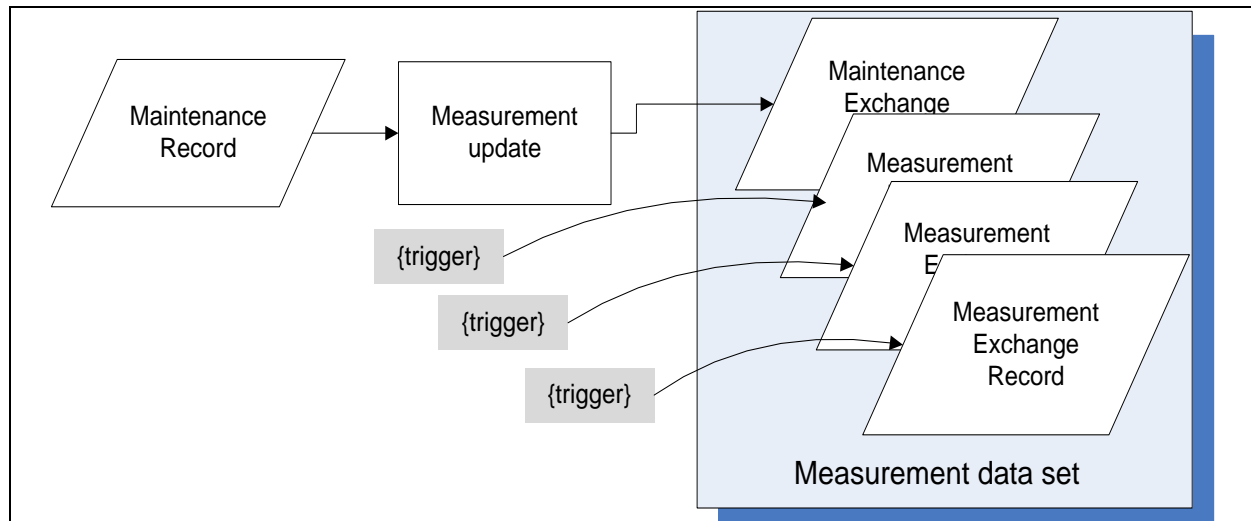 Maintenance
Record
Measurement
update
Maintenance
Exchange
Measurement
Measurement
{trigger}
{trigger}
{trigger}
Measurement
Exchange
Record
Measurement data set